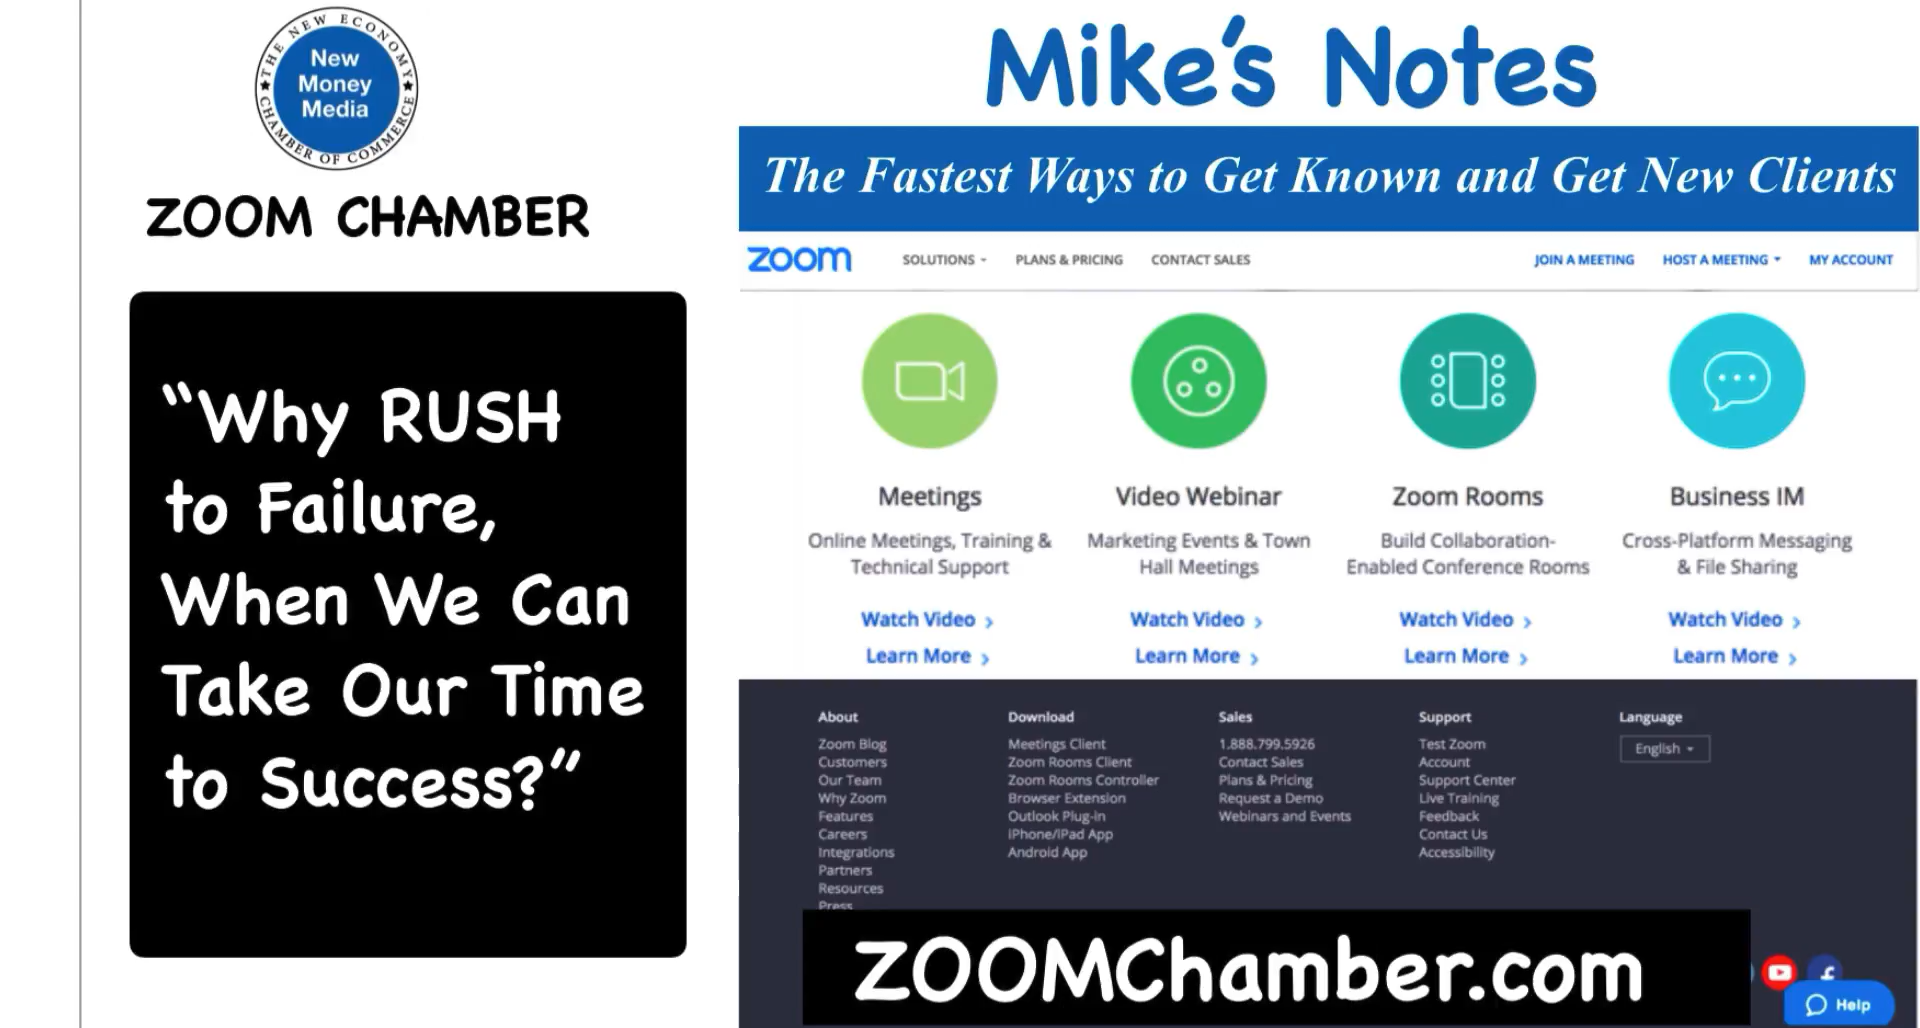 THE NEW ECONOMY
New
Money
Media
CHAMBER OF COMMERCE
ZOOM CHAMBER
“Why RUSH
to Failure,
When We Can
Take Our Time
to Success?”
Mike’s Notes
The Fastest Ways to Get Known and Get New Clients
zoom SOLUTIONS PLANS & PRICING CONTACT SALES JOIN A MEETING HOST A MEETING MY ACCOUNT
Meetings
Online Meetings, Training &
Technical Support
Watch Video
Learn More
Video Webinar
Marketing Events & Town
Hall Meetings
Watch Video
Learn More
Zoom Rooms
Build Collaboration-
Enabled Conference Rooms
Watch Video
Learn More
Business IM
Cross-Platform Messaging
& File Sharing
Watch Video
Learn More
About
Zoom Blog
Customers
Our Team
Why Zoom
Features
Careers
Integrations
Partners
Resources
Press
Download
Meetings Client
Zoom Rooms Client
Zoom Rooms Controller
Browser Extension
Outlook Plug-in
iPhone/iPad App
Android App
Sales
1.888.799.5926
Contact Sales
Plans & Pricing
Request a Demo
Webinars and Events
Support
Test Zoom
Account
Support Center
Live Training
Feedback
Contact Us
Accessibility
Language
English
ZOOMChamber.com
Help